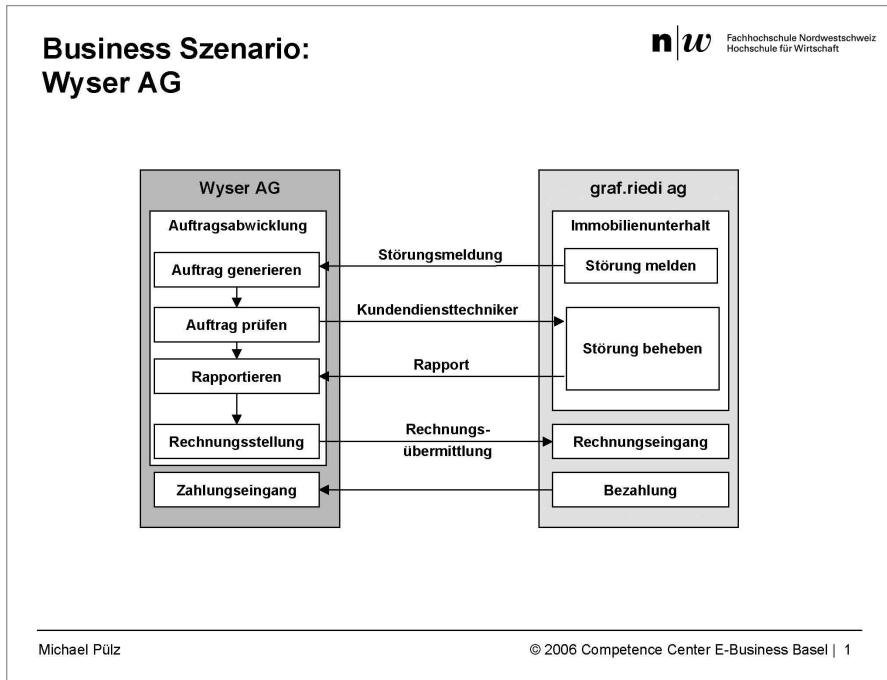 Business Szenario:
Wyser AG
n|w
Fachhochschule Nordwestschweiz
Hochschule für Wirtschaft
Wyser AG
Auftragsabwicklung
Auftrag generieren
Auftrag prüfen
Rapportieren
Rechnungsstellung
Zahlungseingang
Störungsmeldung
Kundendiensttechniker
Rapport
Rechnungs-
übermittlung
graf.riedi ag
Immobilienunterhalt
Störung melden
Störung beheben
Rechnungseingang
Bezahlung
Michael Pülz
© 2006 Competence Center E-Business Basel | 1